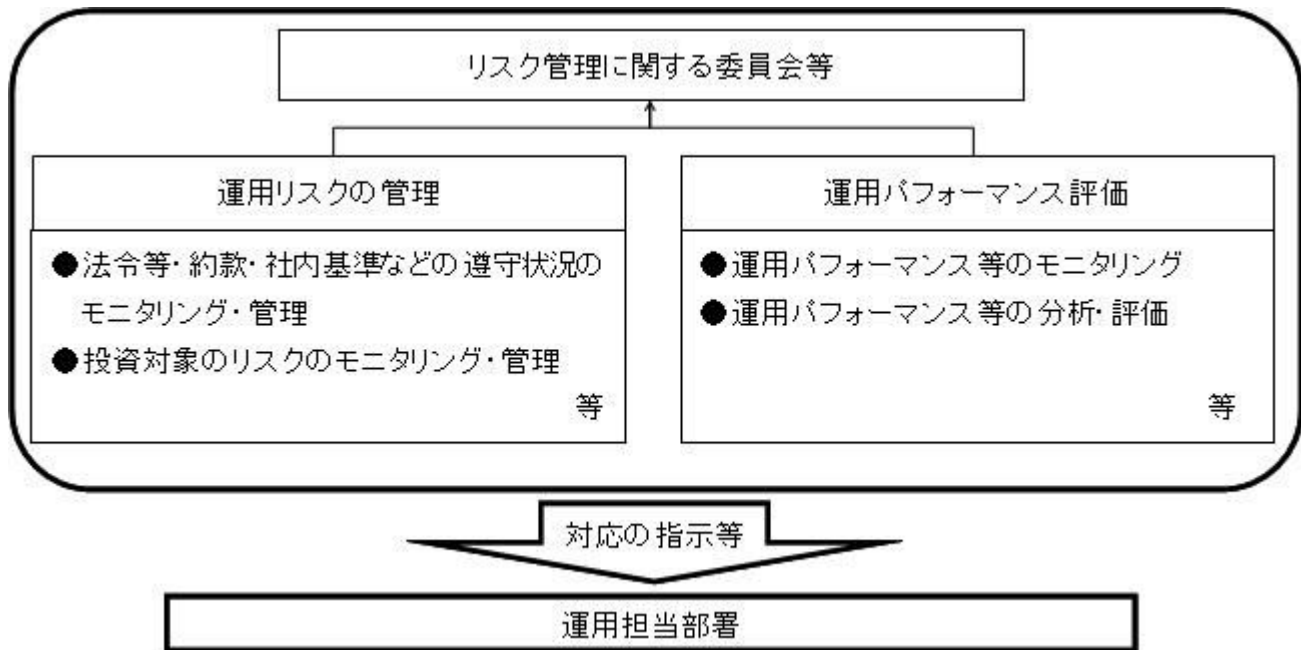 リスク管理に関する委員会等
運用リスクの管理
●法令等・約款・社内基準などの遵守状況の
モニタリング・管理
●投資対象のリスクのモニタリング・管理
等
運用パフォーマンス評価
●運用パフォーマンス等のモニタリング
●運用パフォーマンス等の分析・評価
等
対応の指示等
運用担当部署